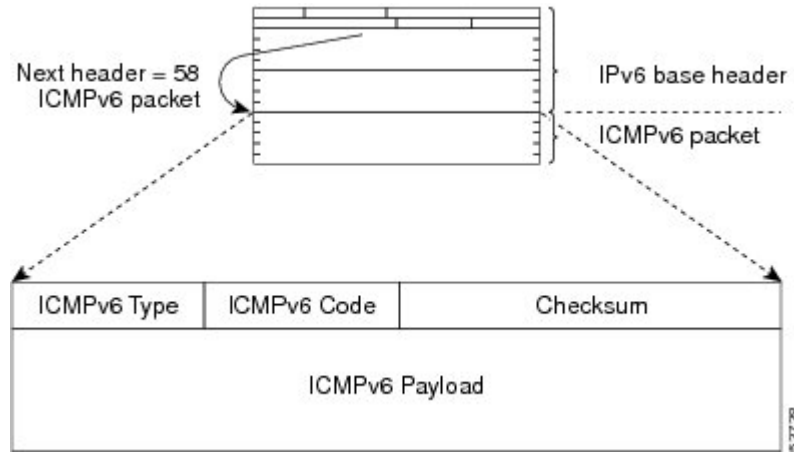 Next header = 58
ICMPv6 packet
IPv6 base header
ICMPv6 packet
ICMPv6 Type
ICMPv6 Code
Checksum
ICMPv6 Payload